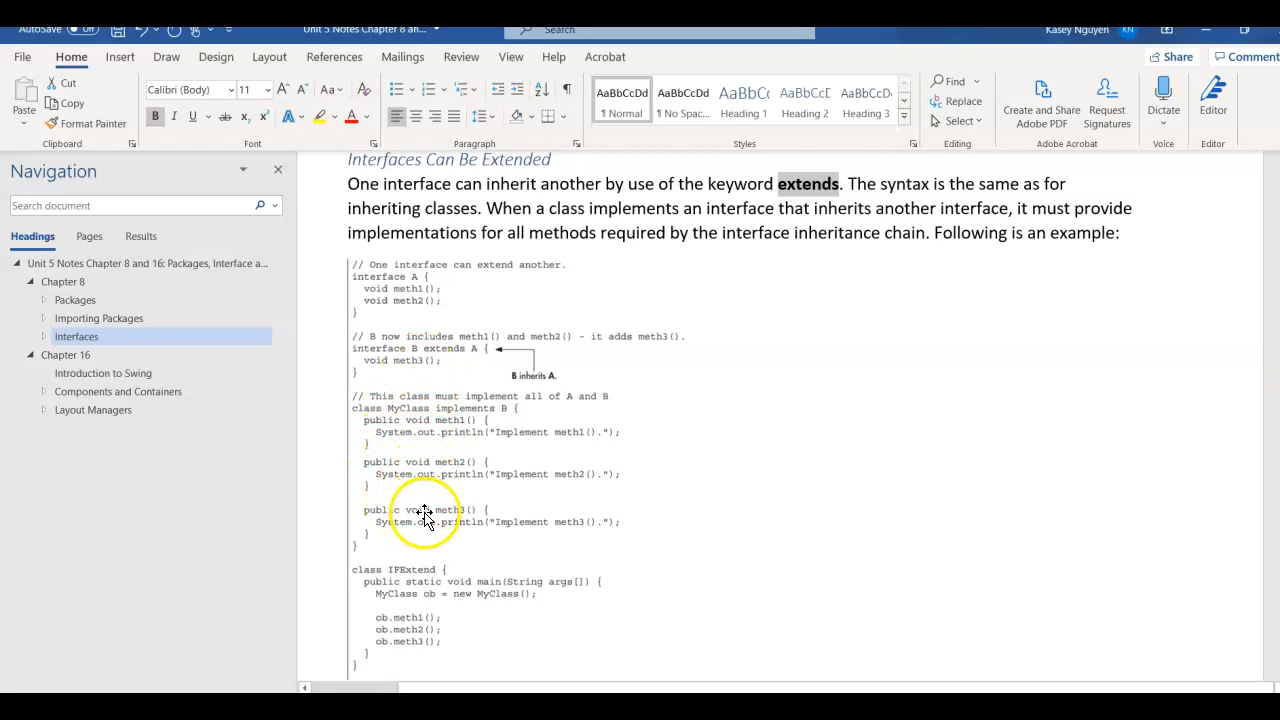 AutoSave Off
Unit 5 Notes Chapter 8 an...
Search
Kasey Nguyen KN
File Home Insert Draw Design Layout References Mailings Review View Help Acrobat
Share Comment
Paste
Cut
Copy
Format Painter
Clipboard
Calibri (Body) 11
Font
Paragraph
AaBbCcDd
¶ Normal
AaBbCcDd
¶ No Spac...
AaBbC(
Heading 1
AaBbCcE
Heading 2
AaBbCcD
Heading 3
Styles
Find
Replace
Select
Editing
Create and Share Adobe PDF
Request Signatures
Adobe Acrobat
Dictate
Voice
Editor
Editor
Navigation
Search document
Headings Pages Results
Unit 5 Notes Chapter 8 and 16: Packages, Interface a...
Chapter 8
Packages
Importing Packages
Interfaces
Chapter 16
Introduction to Swing
Components and Containers
Layout Managers
Interfaces Can Be Extended
One interface can inherit another by use of the keyword extends. The syntax is the same as for
inheriting classes. When a class implements an interface that inherits another interface, it must provide
implementations for all methods required by the interface inheritance chain. Following is an example:
// One interface can extend another.
interface A {
void meth1();
void meth2();
}
// B now includes meth1() and meth2() - it adds meth3().
interface B extends A {
void meth3();
}
B inherits A.
// This class must implement all of A and B
class MyClass implements B {
public void meth1() {
System.out.println("Implement meth1().");
}
public void meth2() {
System.out.println("Implement meth2().");
}
public void meth3() {
System.out.println("Implement meth3().");
}
}
class IFExtend {
public static void main(String args[]) {
MyClass ob = new MyClass();
ob.meth1();
ob.meth2();
ob.meth3();
}
}